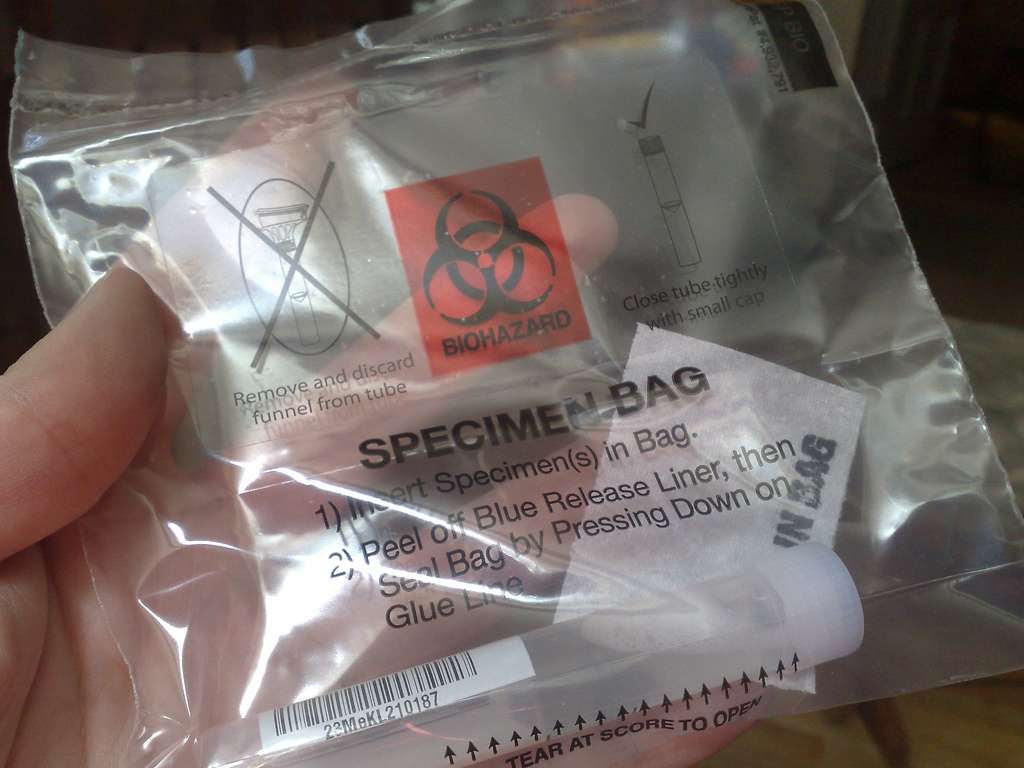 Remove and discard
funnel from tube
BIOHAZARD
Close tube tightly
with small cap
SPECIMEN BAG
1) Insert Specimen(s) in Bag.
2) Peel off Blue Release Liner, then
Seal Bag by Pressing Down on
Glue Line
IN BAG
23MeKL210187
TEAR AT SCORE TO OPEN